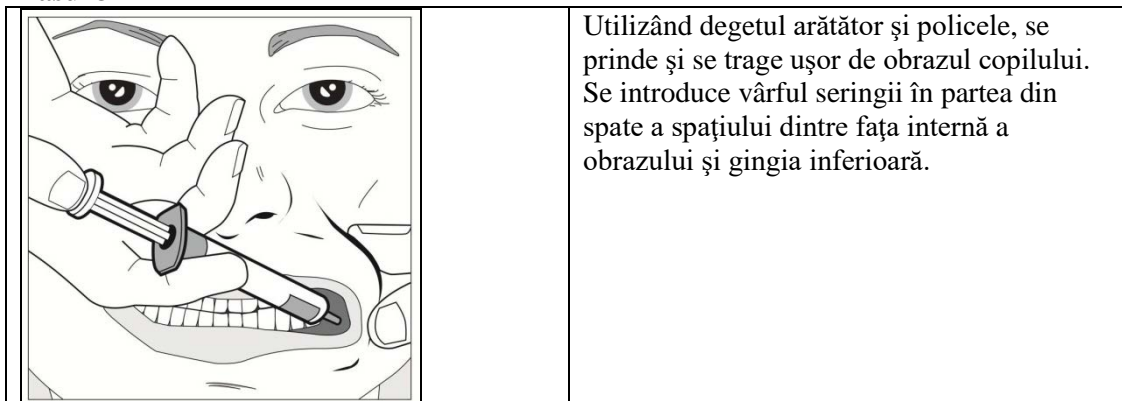 Utilizând degetul arătător şi policele, se
prinde şi se trage uşor de obrazul copilului.
Se introduce vârful seringii în partea din
spate a spaţiului dintre faţa internă a
obrazului şi gingia inferioară.